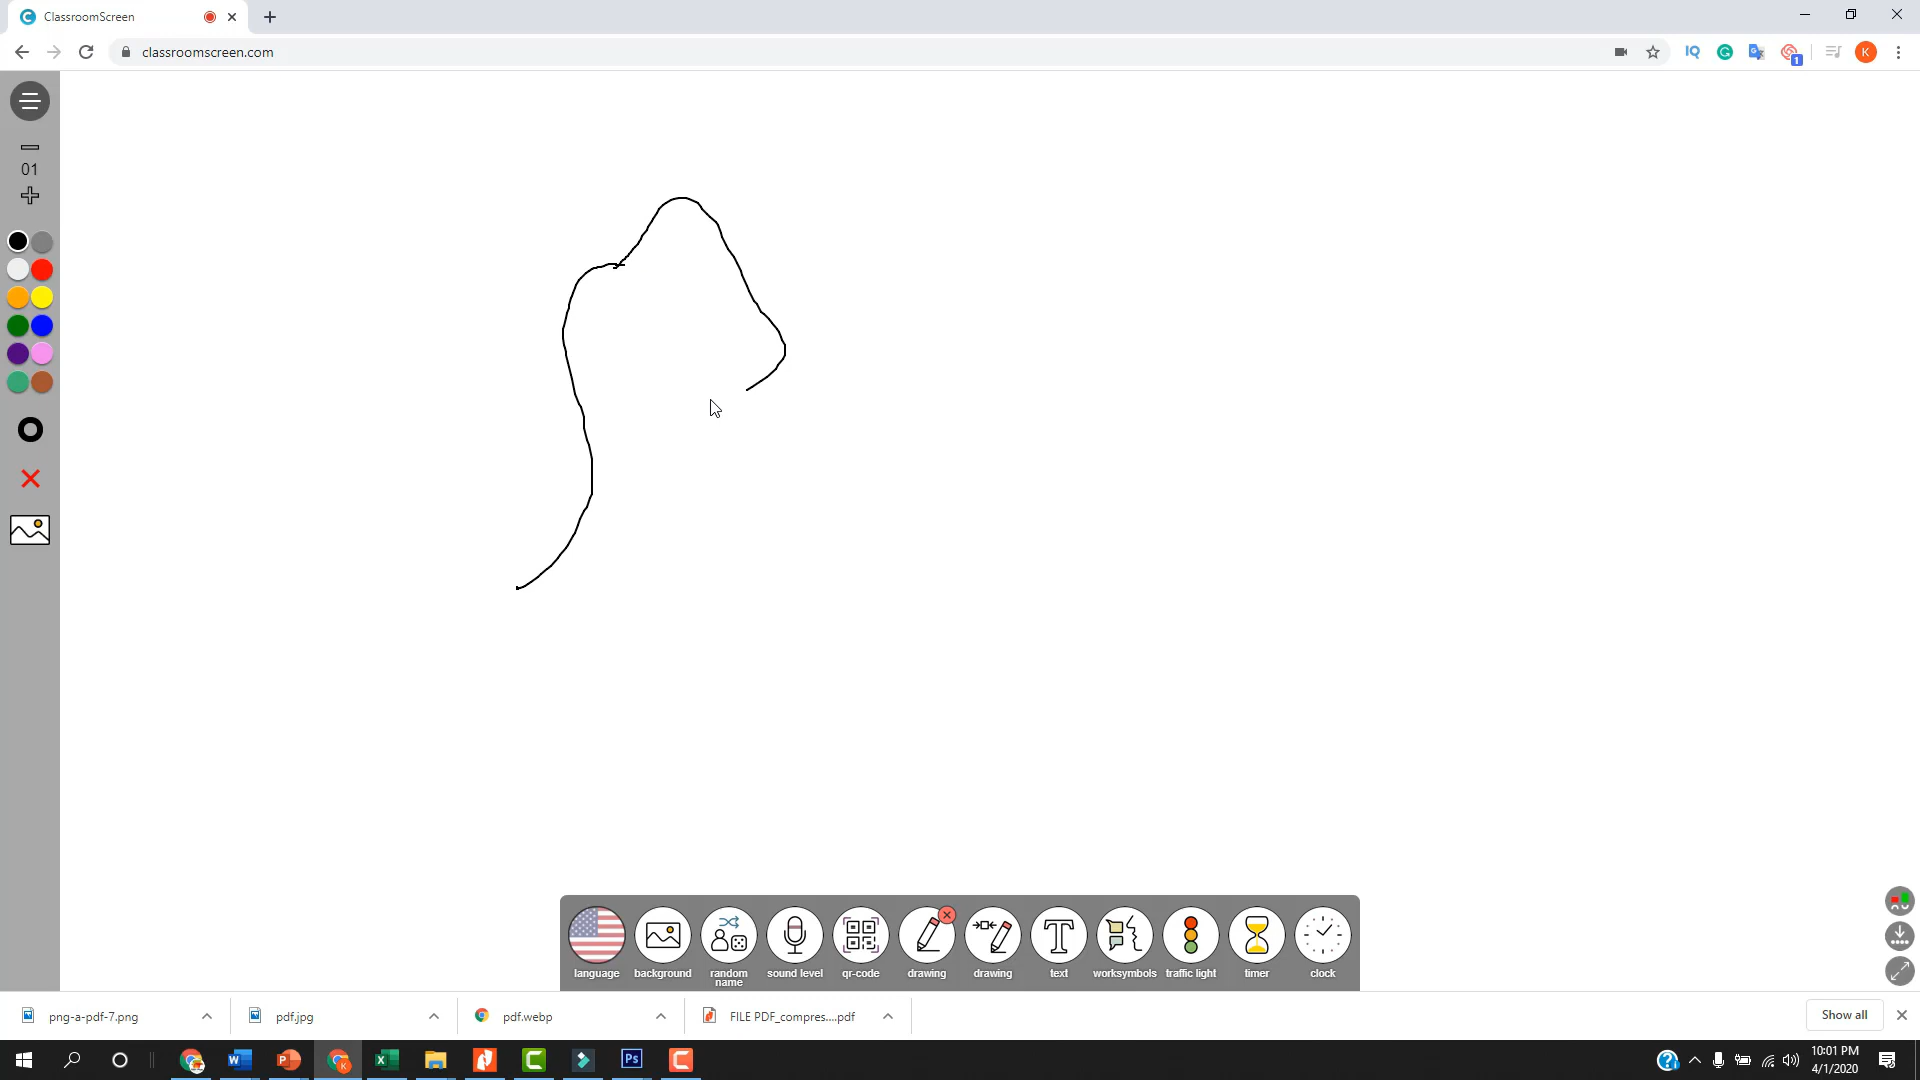 ClassroomScreen
classroomscreen.com
IQ
1
K
01
language
background
random
name
sound level
qr-code
drawing
drawing
text
worksymbols
traffic light
timer
clock
png-a-pdf-7.png
pdf.jpg
pdf.webp
FILE PDF_compres....pdf
Show all
10:01 PM
4/1/2020